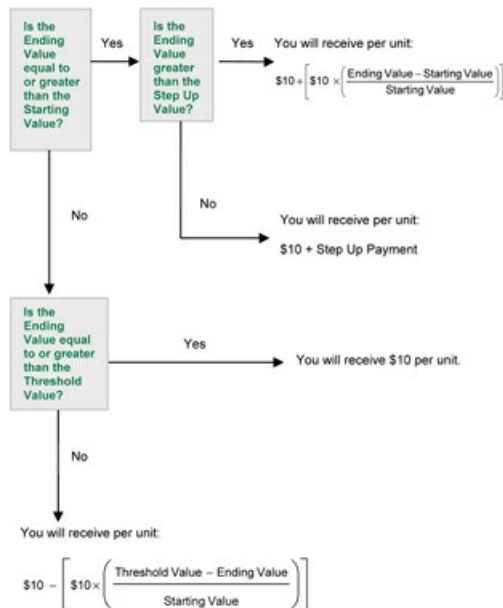 Is the
Ending
Value
equal to
or greater
than the
Starting
Value?
Yes
Is the
Ending
Value
greater
than the
Step Up
Value?
Yes
You will receive per unit:
$10 + [ $10 × ( Ending Value – Starting Value
Starting Value ) ]
No
No
You will receive per unit:
$10 + Step Up Payment
Is the
Ending
Value equal
to or greater
than the
Threshold
Value?
Yes
You will receive $10 per unit.
No
You will receive per unit:
$10 – [ $10 × ( Threshold Value – Ending Value
Starting Value ) ]